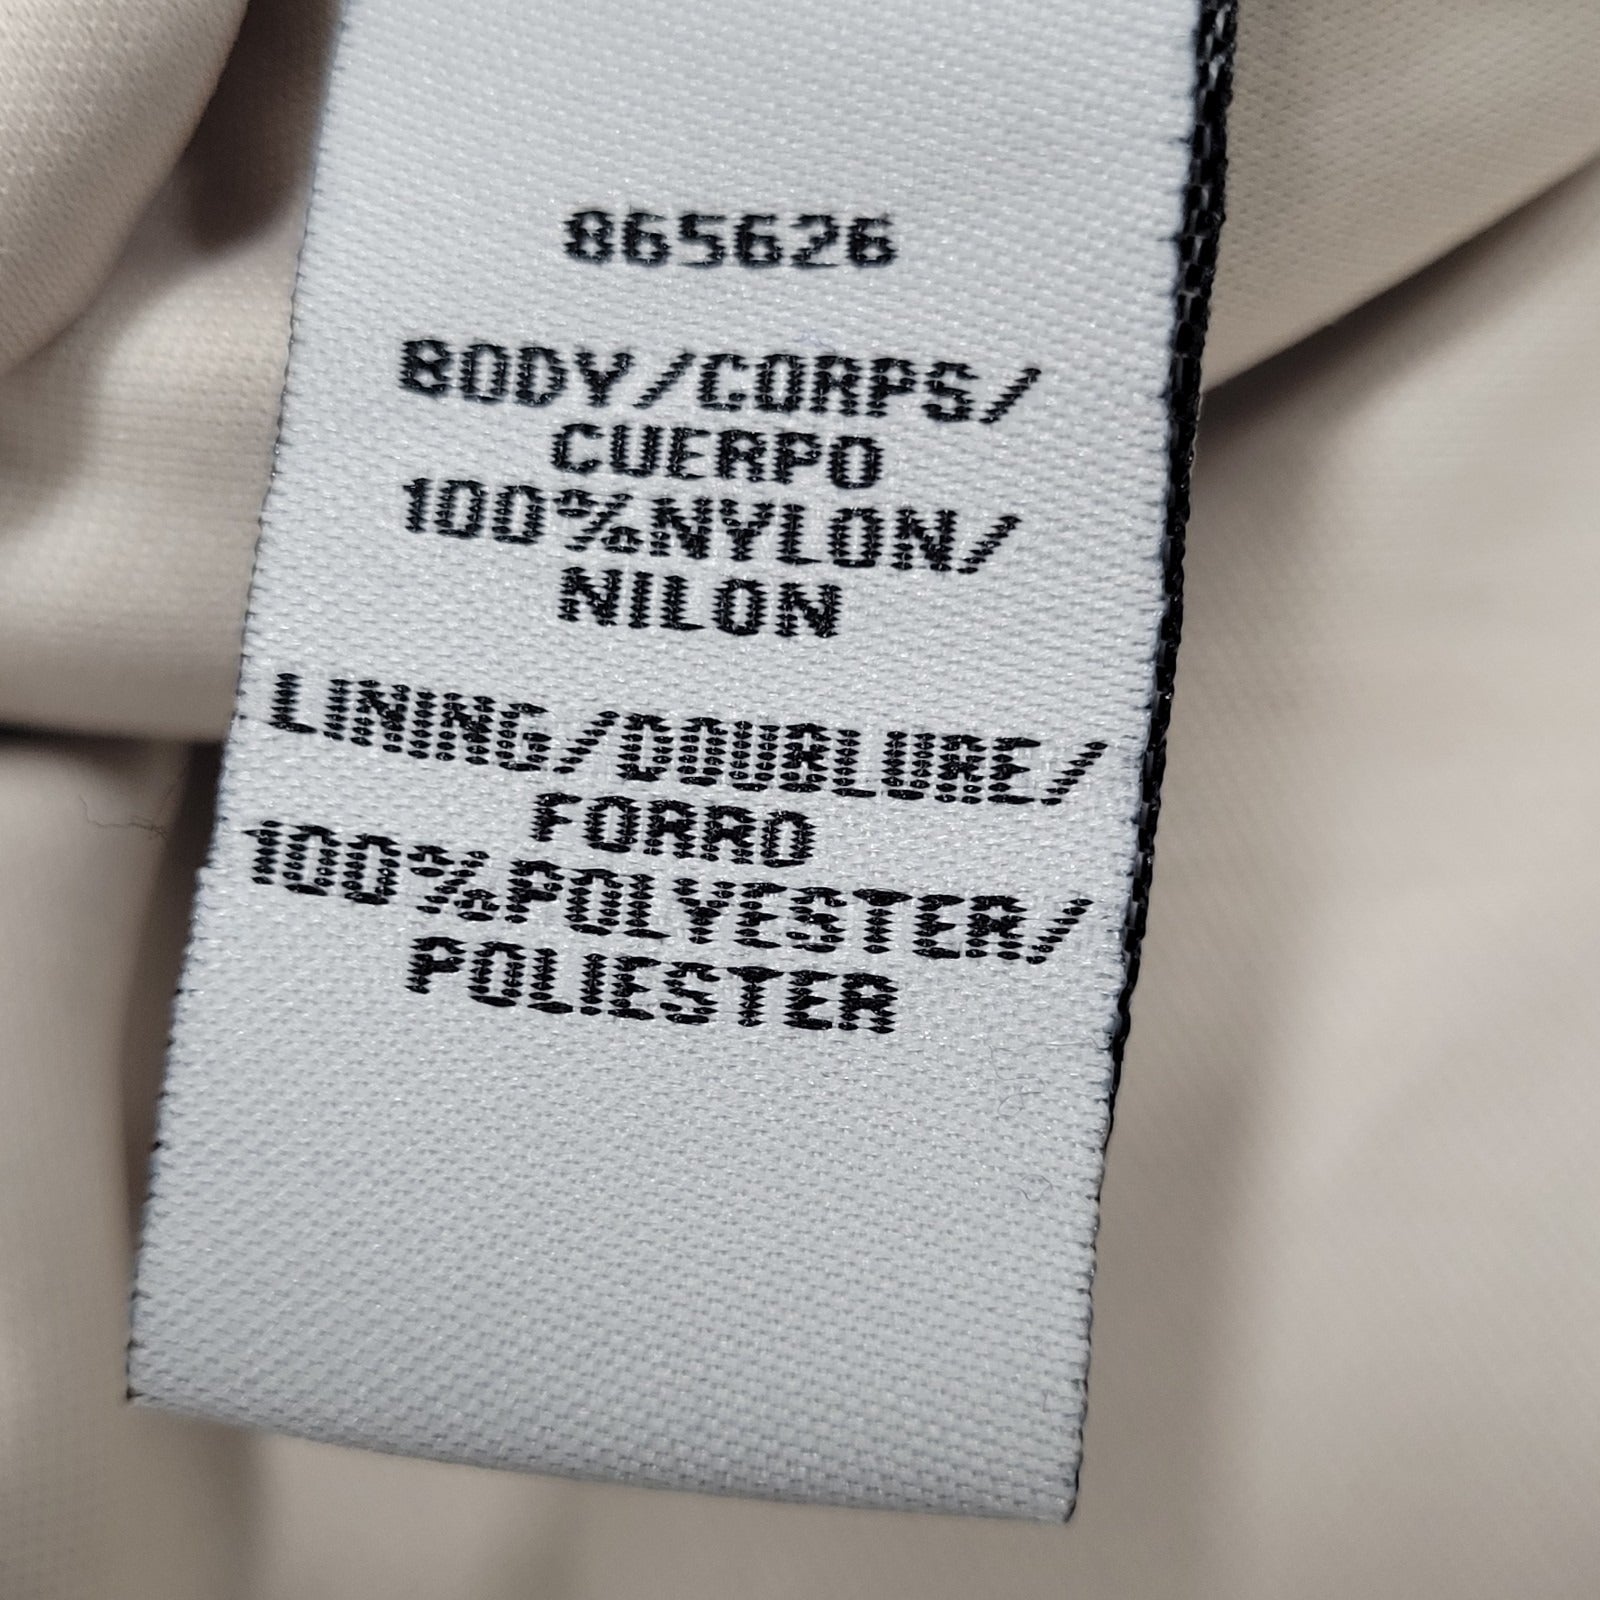 865626
BODY/CORPS/
CUERPO
100%NYLON/
NILON
LINING/DOUBLURE/
FORRO
100%POLYESTER/
POLIESTER